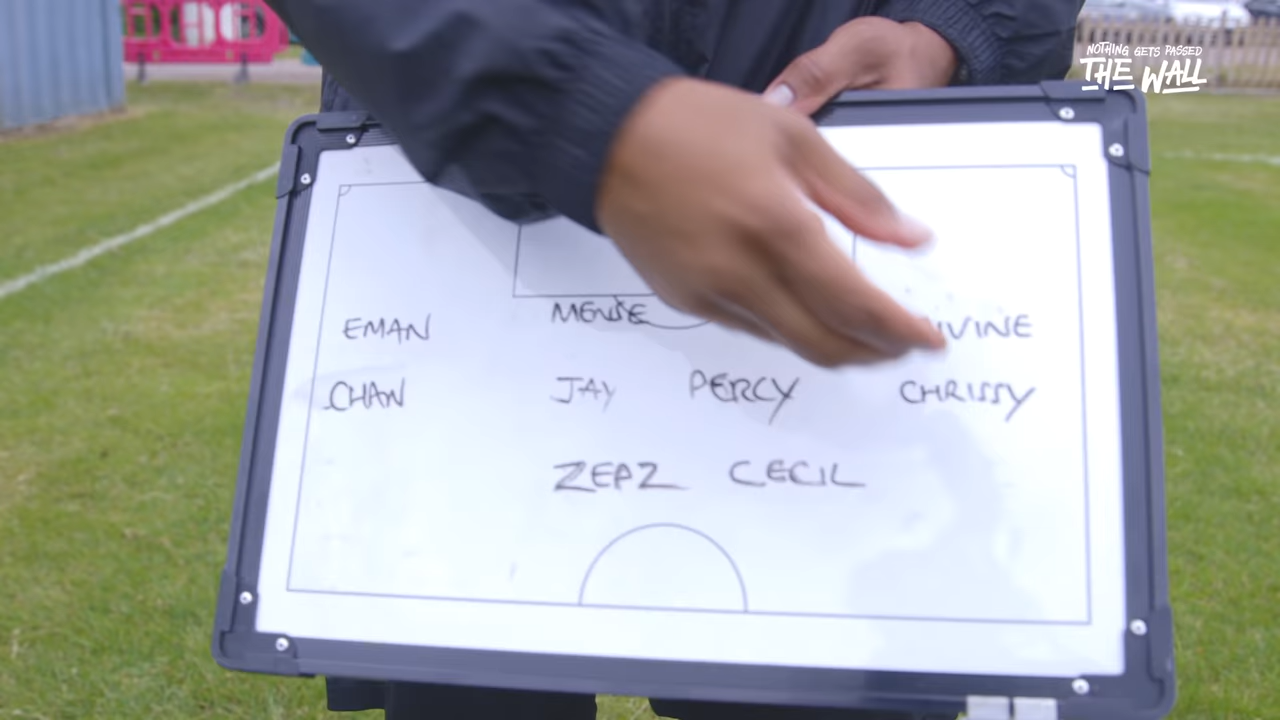 NOTHING GETS PASSED
THE WALL
EMAN MENSE
CHAN JAY PERCY CHRISSY
ZEPZ CECIL